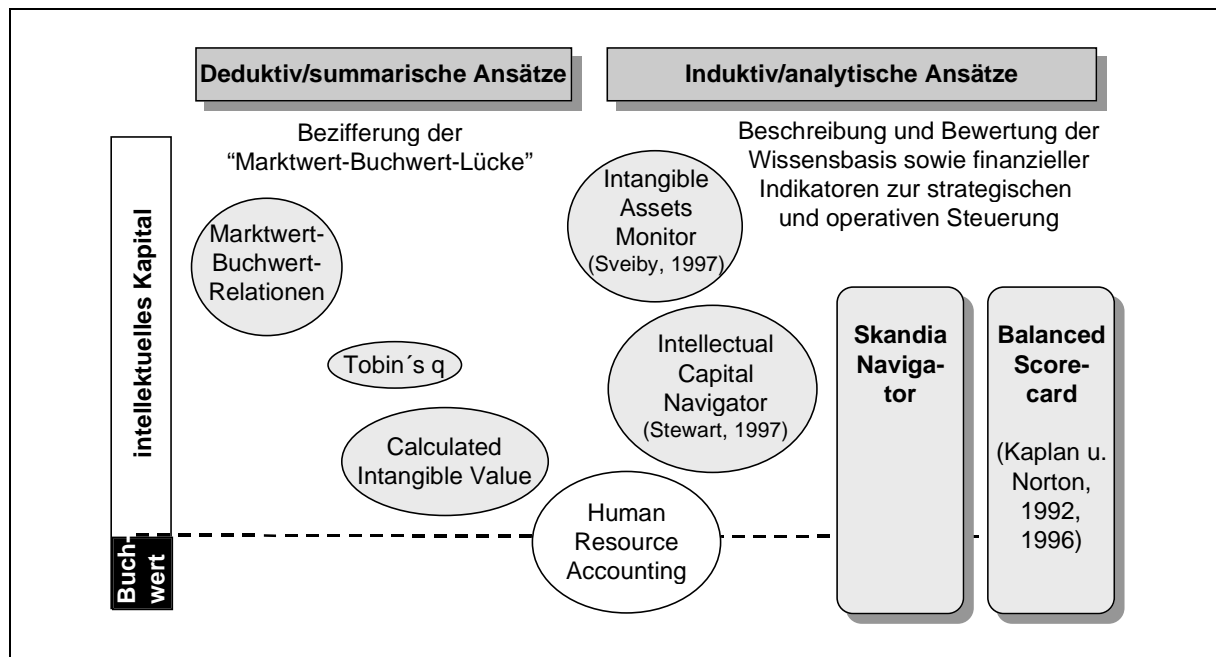 Deduktiv/summarische Ansätze
Induktiv/analytische Ansätze
Bezifferung der
“Marktwert-Buchwert-Lücke”
Beschreibung und Bewertung der
Wissensbasis sowie finanzieller
Indikatoren zur strategischen
und operativen Steuerung
intellektuelles Kapital
Buch-
wert
Marktwert-
Buchwert-
Relationen
Tobin´s q
Calculated
Intangible Value
Intangible
Assets
Monitor
(Sveiby, 1997)
Intellectual
Capital
Navigator
(Stewart, 1997)
Human
Resource
Accounting
Skandia
Naviga-
tor
Balanced
Score-
card
(Kaplan u.
Norton,
1992,
1996)